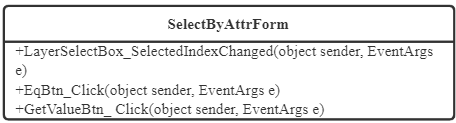 SelectByAttrForm
+LayerSelectBox_SelectedIndexChanged(object sender, EventArgs
e)
+EqBtn_Click(object sender, EventArgs e)
+GetValueBtn_ Click(object sender, EventArgs e)